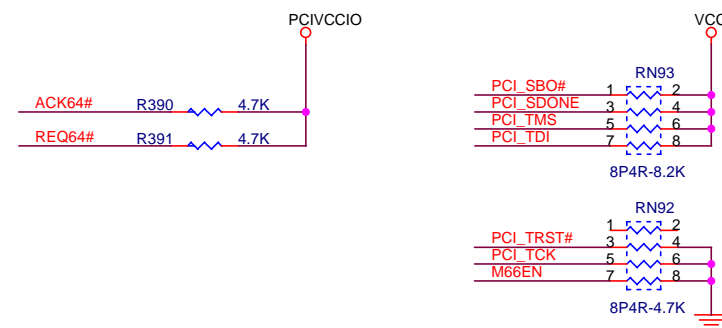 PCIVCCIO
ACK64# R390 4.7K
REQ64# R391 4.7K
VCC
RN93
PCI_SBO# 1 2
PCI_SDONE 3 4
PCI_TMS 5 6
PCI_TDI 7 8
8P4R-8.2K
RN92
1 2
PCI_TRST# 3 4
PCI_TCK 5 6
M66EN 7 8
8P4R-4.7K